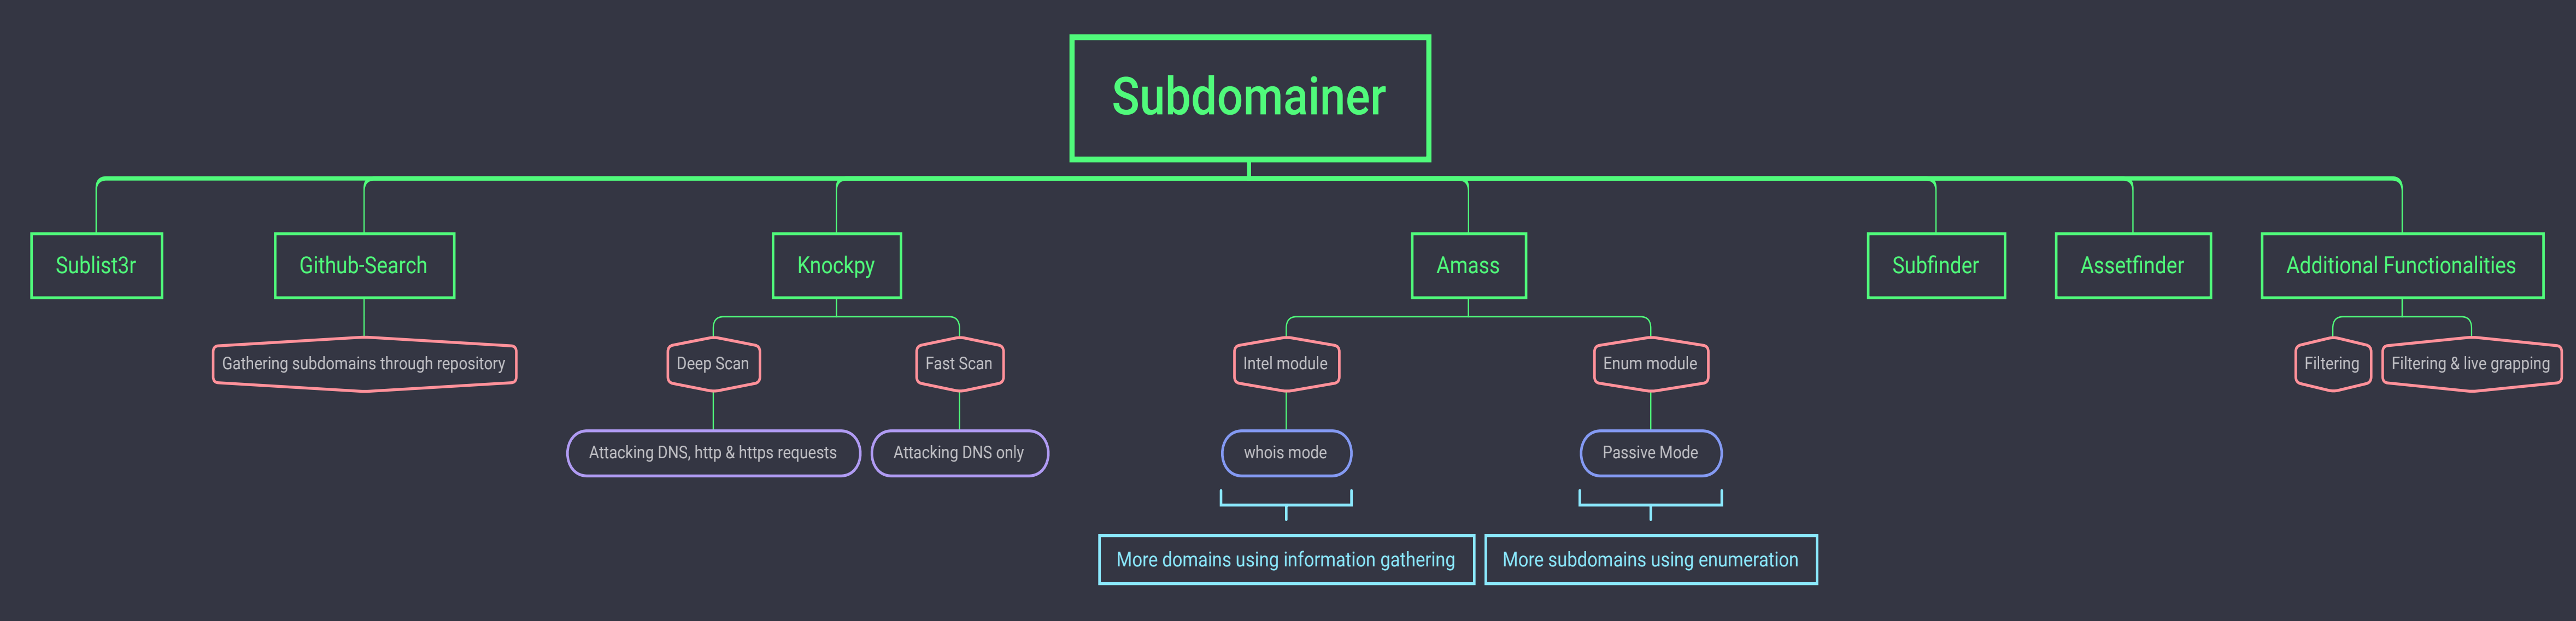 Subdomainer
Sublist3r
Github-Search
Knockpy
Amass
Subfinder
Assetfinder
Additional Functionalities
Gathering subdomains through repository
Deep Scan
Fast Scan
Intel module
Enum module
Filtering
Filtering & live grapping
Attacking DNS, http & https requests
Attacking DNS only
whois mode
Passive Mode
More domains using information gathering
More subdomains using enumeration